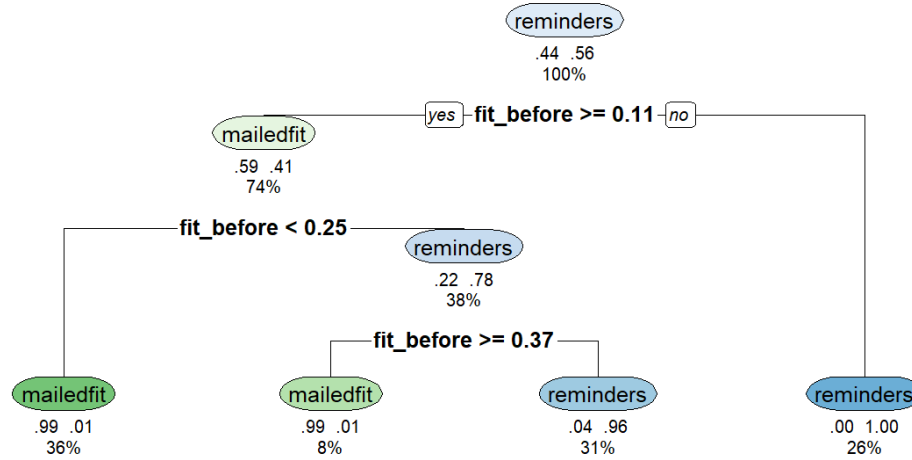 reminders
.44 .56
100%
yes fit_before >= 0.11 no
mailedfit
.59 .41
74%
fit_before < 0.25
reminders
.22 .78
38%
fit_before >= 0.37
mailedfit mailedfit reminders reminders
.99 .01 .99 .01 .04 .96 .00 1.00
36% 8% 31% 26%